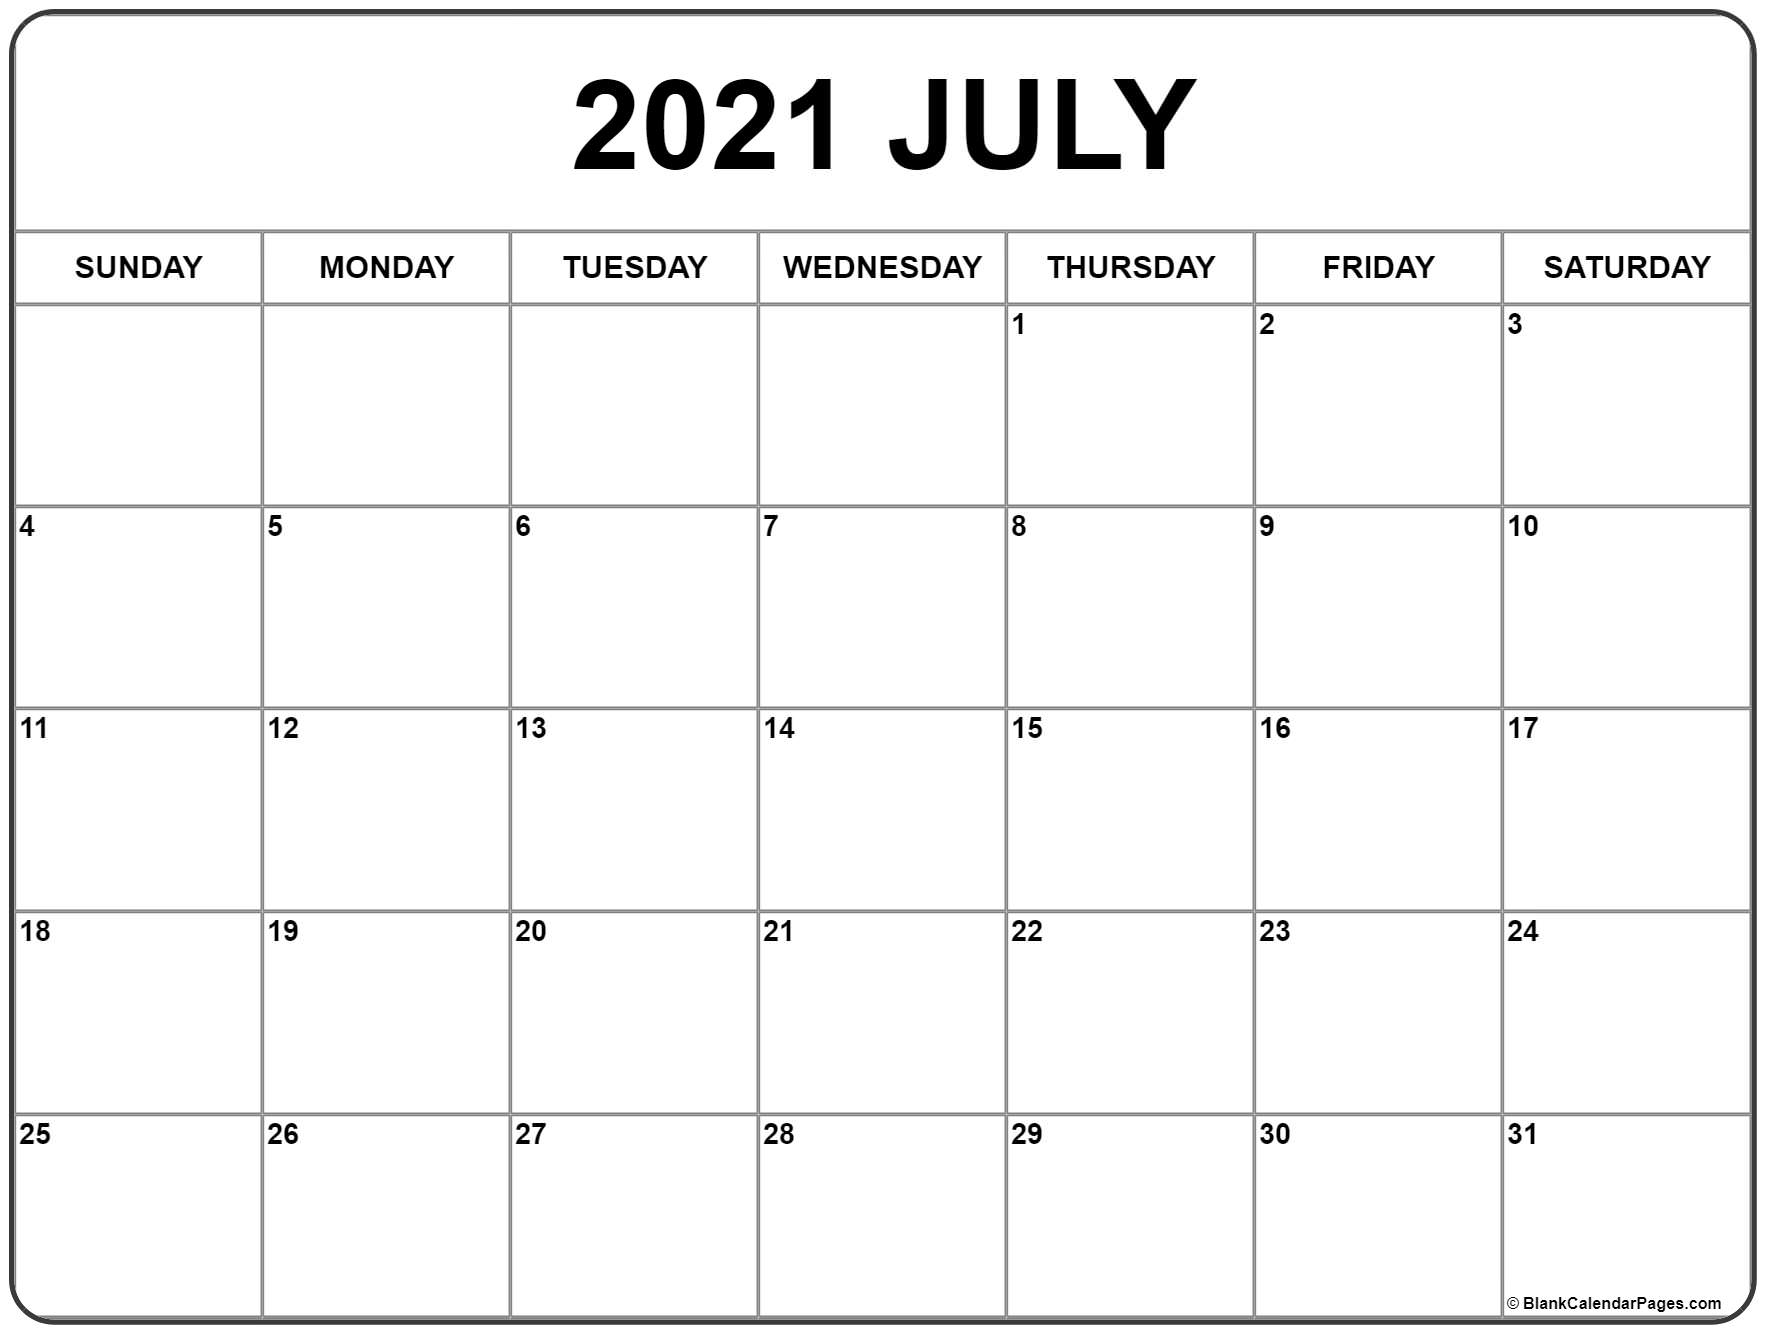 2021 JULY
SUNDAY MONDAY TUESDAY WEDNESDAY THURSDAY FRIDAY SATURDAY
1 2 3
4 5 6 7 8 9 10
11 12 13 14 15 16 17
18 19 20 21 22 23 24
25 26 27 28 29 30 31
© BlankCalendarPages.com